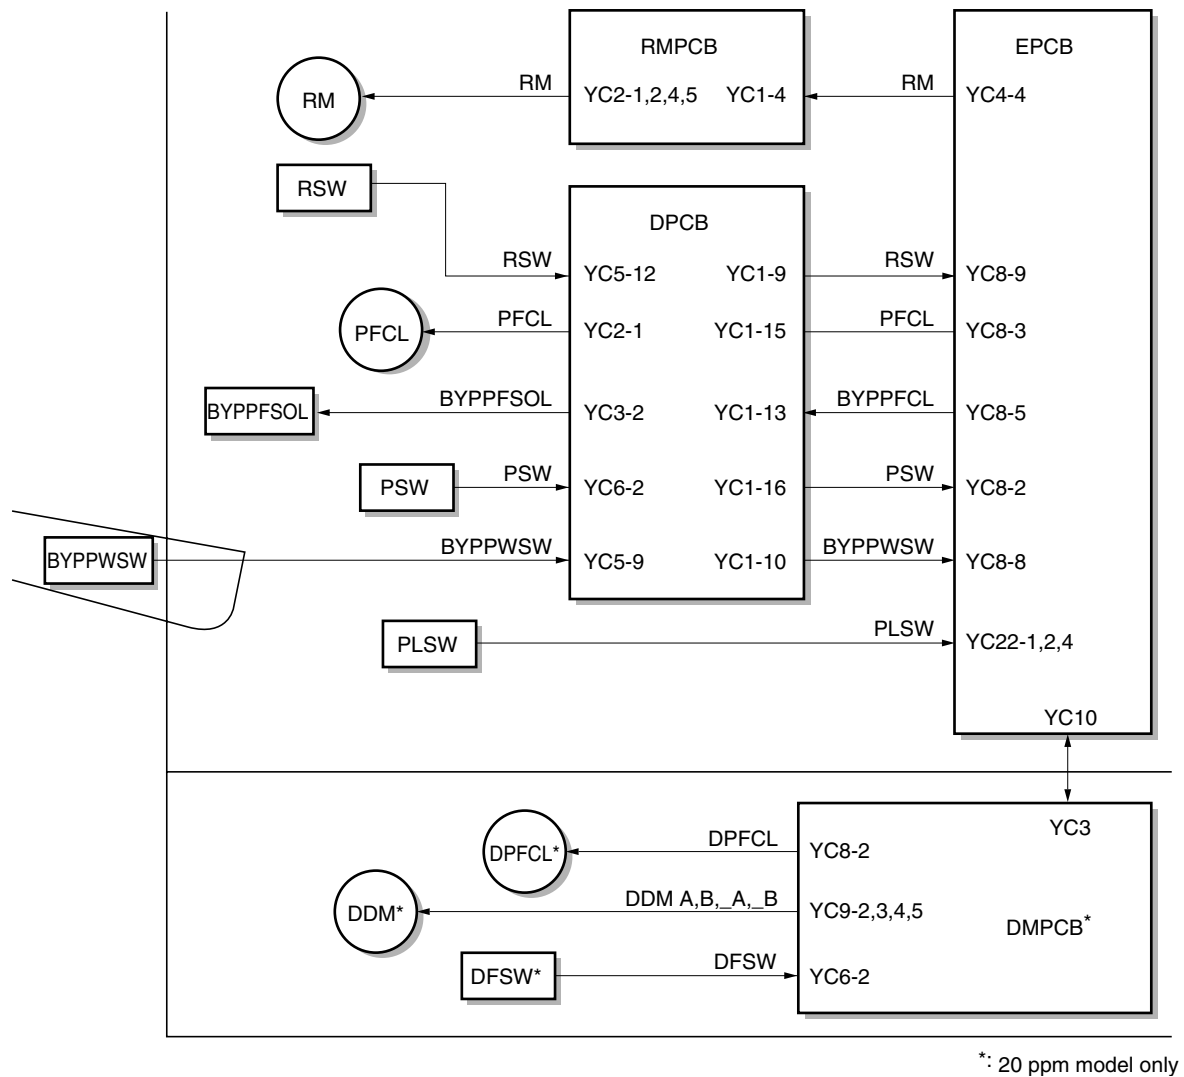 RMPCB
EPCB
RM
RM
YC2-1,2,4,5
YC1-4
RM
YC4-4
RSW
DPCB
RSW
YC5-12
YC1-9
RSW
YC8-9
PFCL
PFCL
YC2-1
YC1-15
PFCL
YC8-3
BYPPFSOL
BYPPFSOL
YC3-2
YC1-13
BYPPFCL
YC8-5
PSW
PSW
YC6-2
YC1-16
PSW
YC8-2
BYPPWSW
BYPPWSW
YC5-9
YC1-10
BYPPWSW
YC8-8
PLSW
PLSW
YC22-1,2,4
YC10
YC3
DPFCL*
DPFCL
YC8-2
DDM*
DDM A,B,_A,_B
YC9-2,3,4,5
DMPCB*
DFSW*
DFSW
YC6-2
*: 20 ppm model only